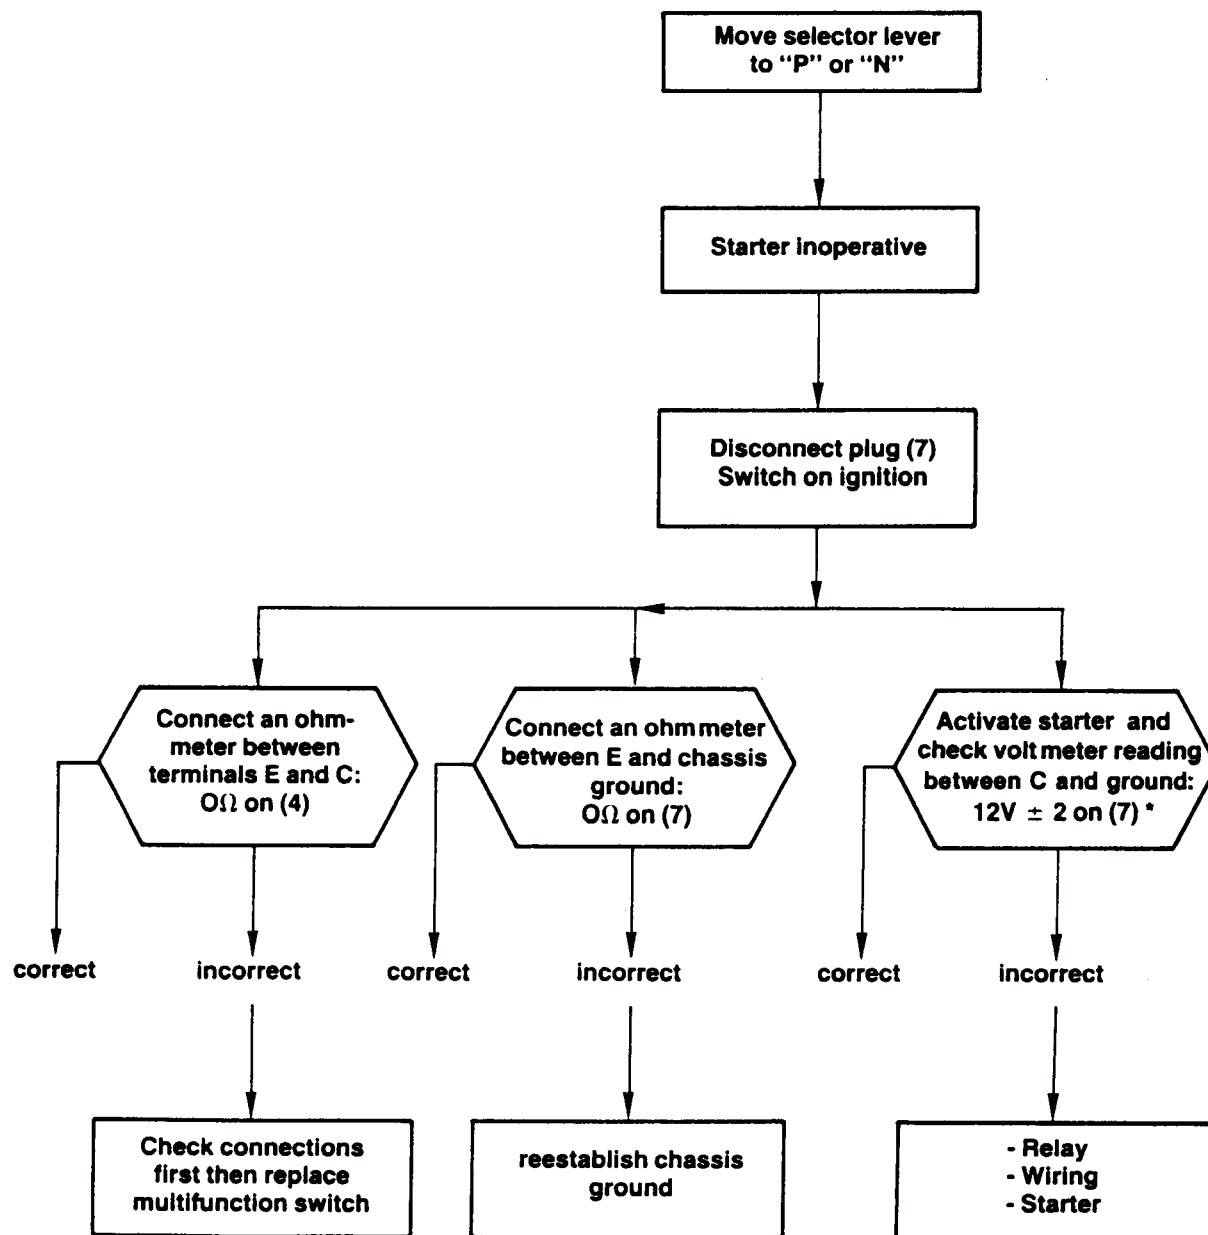 Move selector lever
to “P” or “N”
Starter inoperative
Disconnect plug (7)
Switch on ignition
Connect an ohm-
meter between
terminals E and C:
OΩ on (4)
Connect an ohm meter
between E and chassis
ground:
OΩ on (7)
Activate starter and
check volt meter reading
between C and ground:
12V ± 2 on (7) *
correct
incorrect
correct
incorrect
correct
incorrect
Check connections
first then replace
multifunction switch
reestablish chassis
ground
- Relay
- Wiring
- Starter